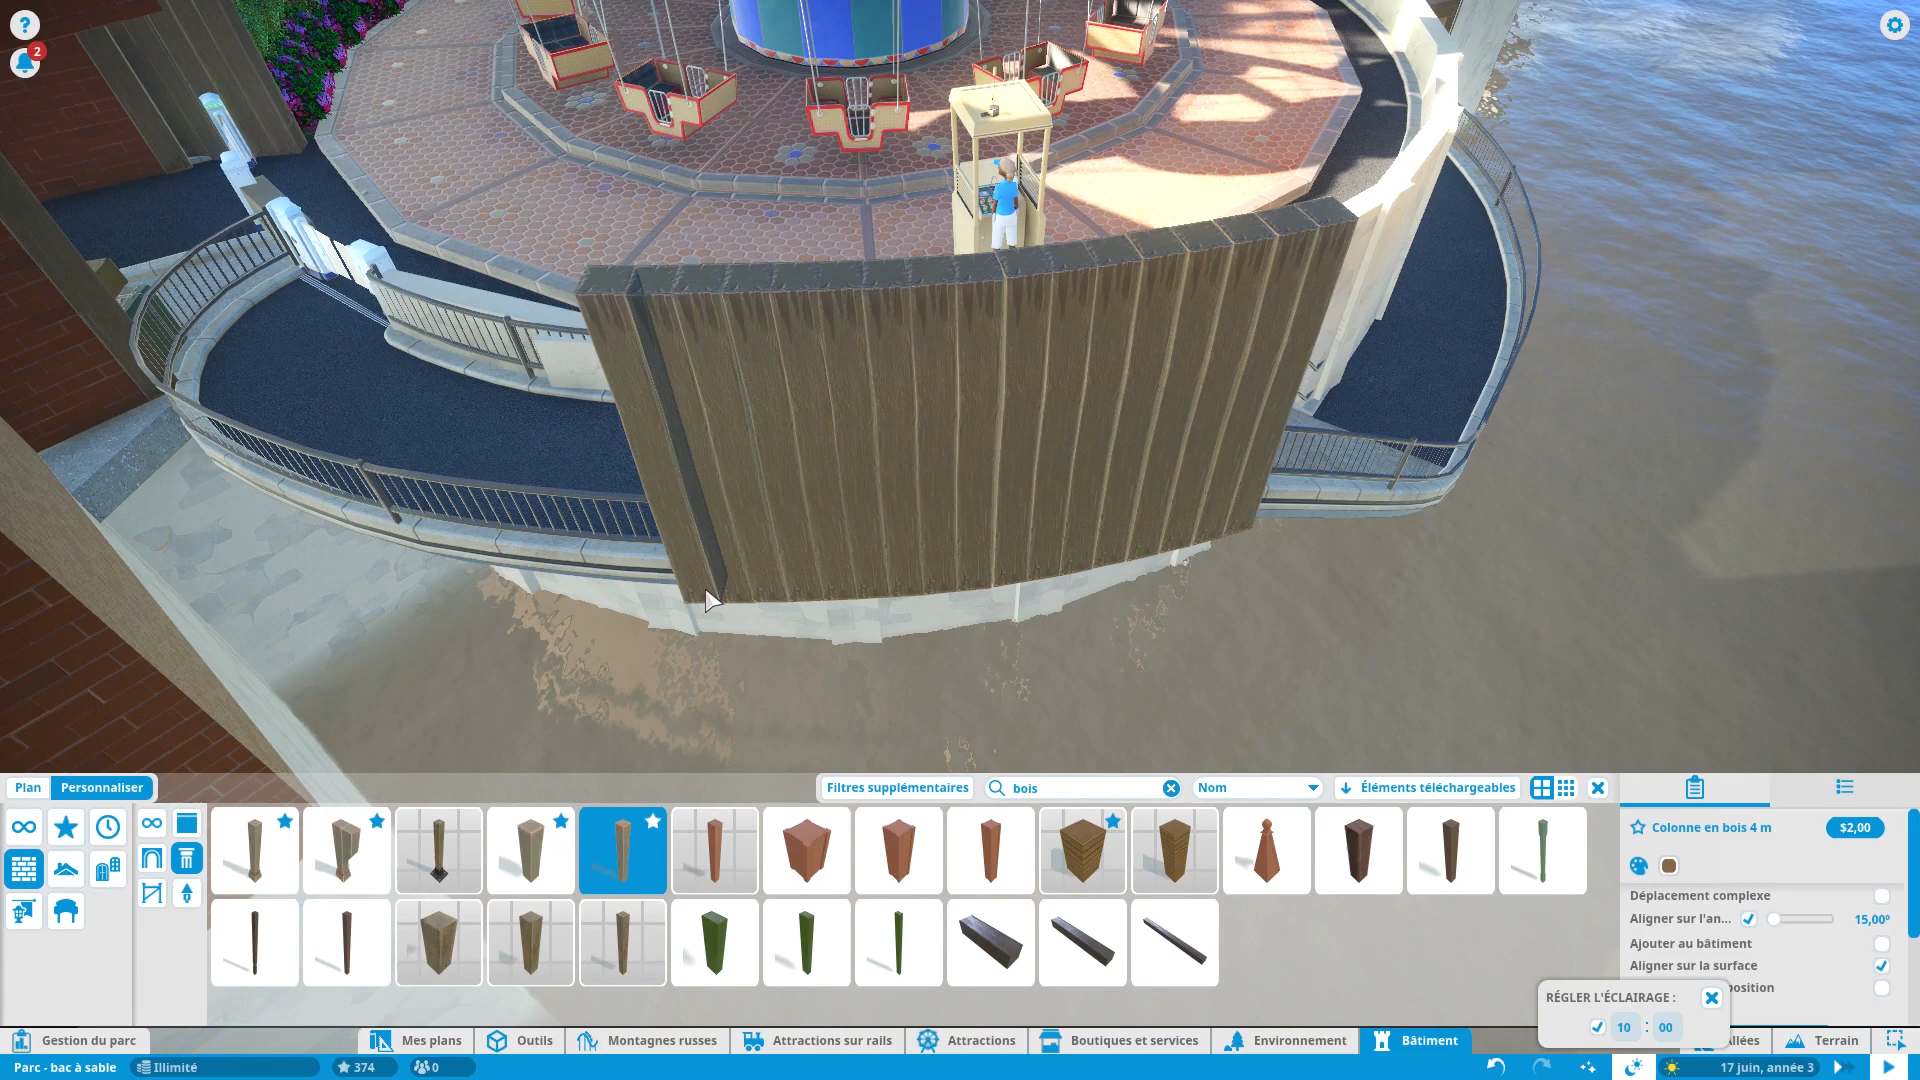 ?
2
Plan Personnaliser Filtres supplémentaires bois Nom Éléments téléchargeables
Colonne en bois 4 m $2,00
Déplacement complexe
Aligner sur l'an... 15,00°
Ajouter au bâtiment
Aligner sur la surface
osition
RÉGLER L'ÉCLAIRAGE :
10 : 00
Gestion du parc Mes plans Outils Montagnes russes Attractions sur rails Attractions Boutiques et services Environnement Bâtiment Allées Terrain
Parc - bac à sable Illimité 374 0 17 juin, année 3